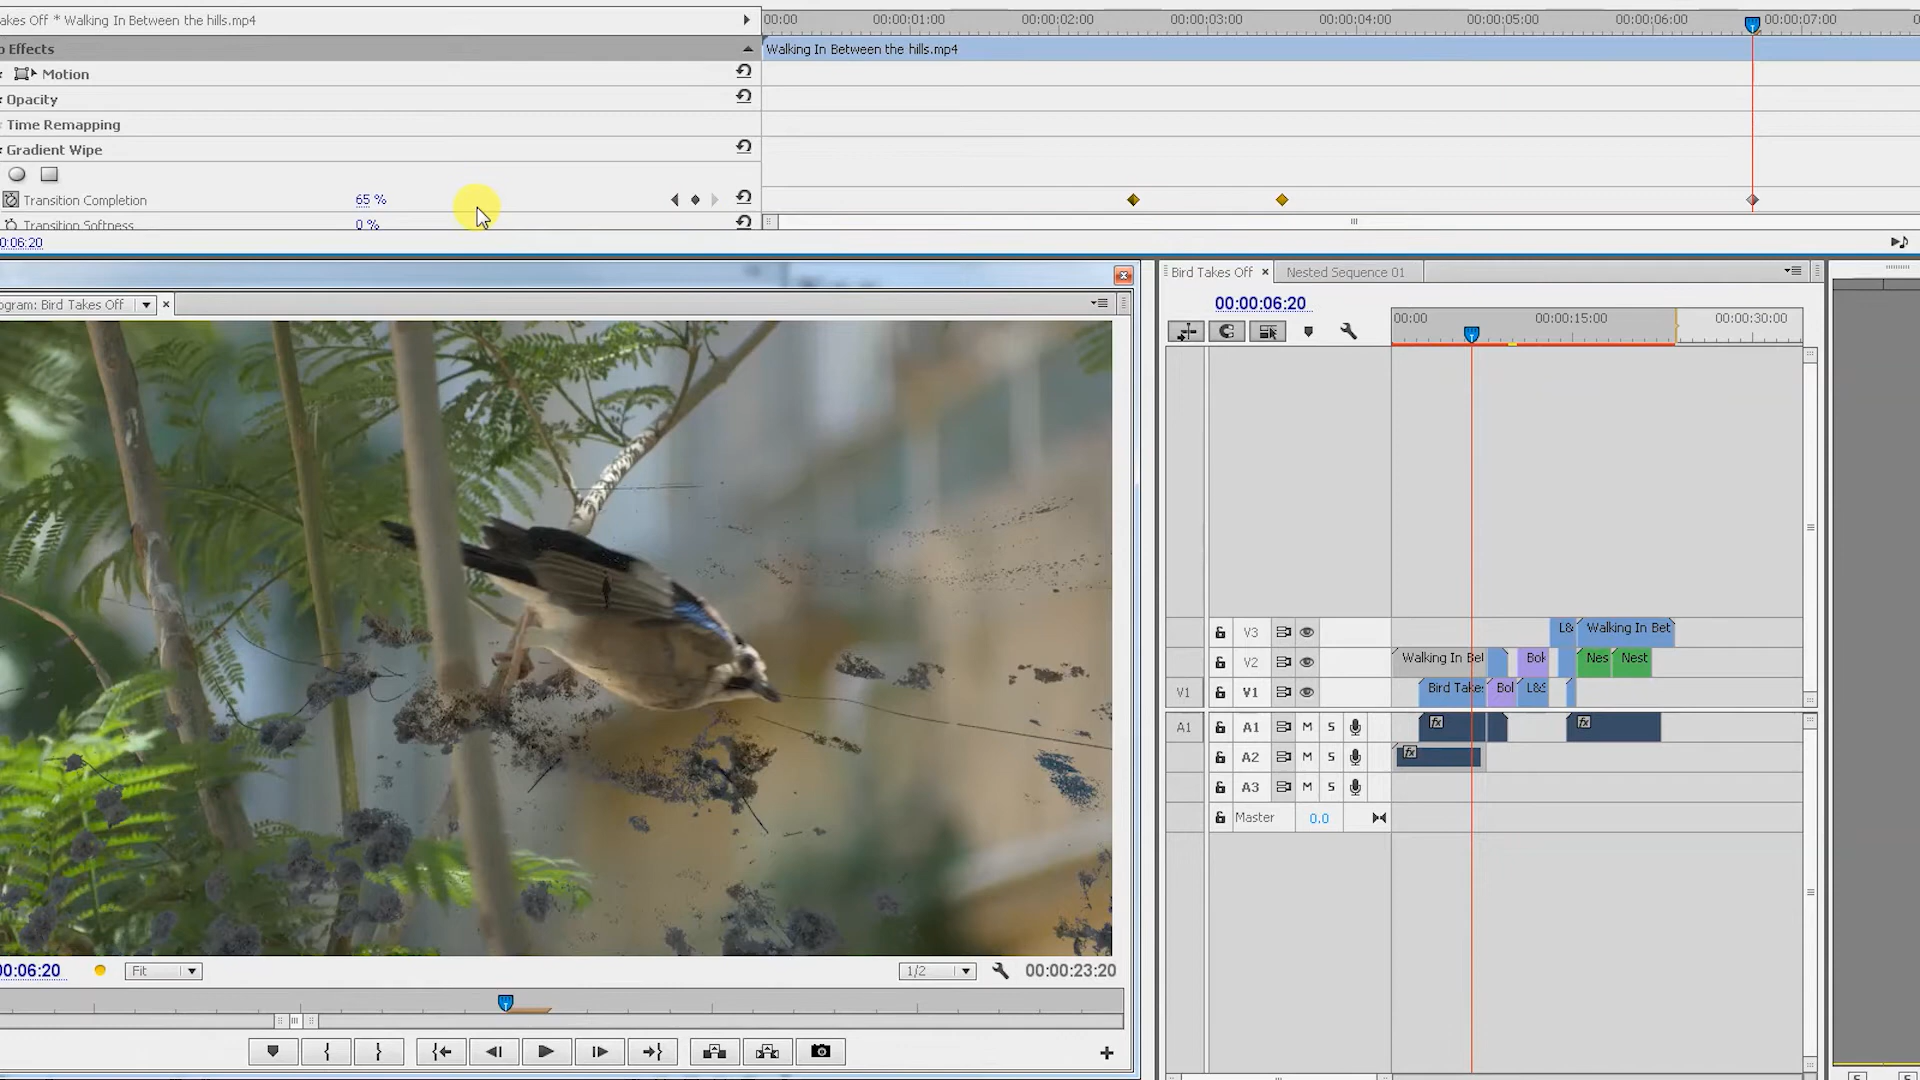 akes Off * Walking In Between the hills.mp4
00:00 00:00:01:00 00:00:02:00 00:00:03:00 00:00:04:00 00:00:05:00 00:00:06:00 00:00:07:00
o Effects
Walking In Between the hills.mp4
Motion
Opacity
Time Remapping
Gradient Wipe
Transition Completion 65 %
Transition Softness 0 %
0:06:20
ogram: Bird Takes Off
Bird Takes Off
Nested Sequence 01
00:00:06:20
00:00 00:00:15:00 00:00:30:00
V3 L& Walking In Bet
V2 Walking In Bel Bok Nes Nest
V1 V1 Bird Take: Bol L&S
A1 A1 M S fx fx
A2 M S fx
A3 M S
Master 0.0
00:06:20 Fit 1/2 00:00:23:20